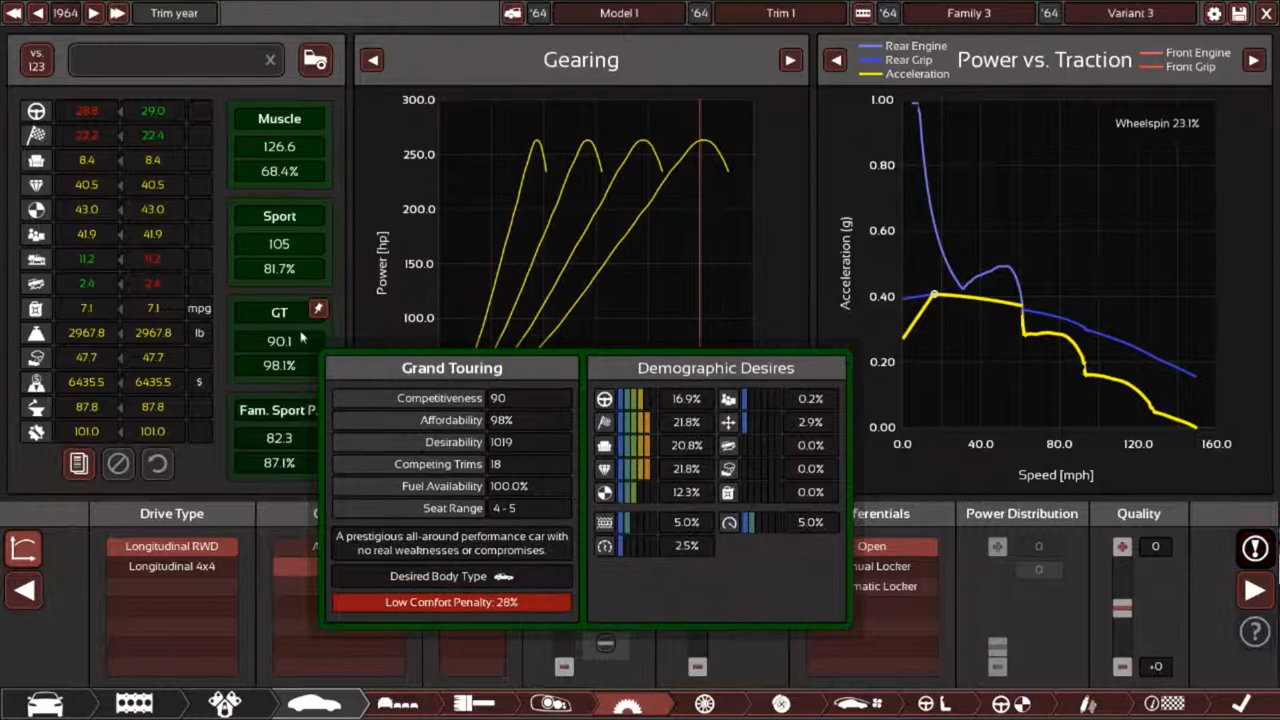 1964 Trim year '64 Model 1 '64 Trim 1 '64 Family 3 '64 Variant 3
vs.
123
x
Gearing
Rear Engine
Rear Grip
Acceleration
Power vs. Traction
Front Engine
Front Grip
28.8 29.0
22.2 22.4
8.4 8.4
40.5 40.5
43.0 43.0
41.9 41.9
11.2 11.2
2.4 2.4
7.1 7.1 mpg
2967.8 2967.8 lb
47.7 47.7
6435.5 6435.5 $
87.8 87.8
101.0 101.0
Muscle
126.6
68.4%
Sport
105
81.7%
GT
90.1
98.1%
Fam. Sport P.
82.3
87.1%
300.0
250.0
200.0
150.0
100.0
Power [hp]
Wheelspin 23.1%
1.00
0.80
0.60
0.40
0.20
0.00
Acceleration (g)
0.0 40.0 80.0 120.0 160.0
Speed [mph]
Grand Touring
Competitiveness 90
Affordability 98%
Desirability 1019
Competing Trims 18
Fuel Availability 100.0%
Seat Range 4 - 5
A prestigious all-around performance car with
no real weaknesses or compromises.
Desired Body Type
Low Comfort Penalty: 28%
Demographic Desires
16.9% 0.2%
21.8% 2.9%
20.8% 0.0%
21.8% 0.0%
12.3% 0.0%
5.0% 5.0%
2.5%
Drive Type
Longitudinal RWD
Longitudinal 4x4
erentials
Open
nual Locker
matic Locker
Power Distribution
0
0
Quality
0
+0
?